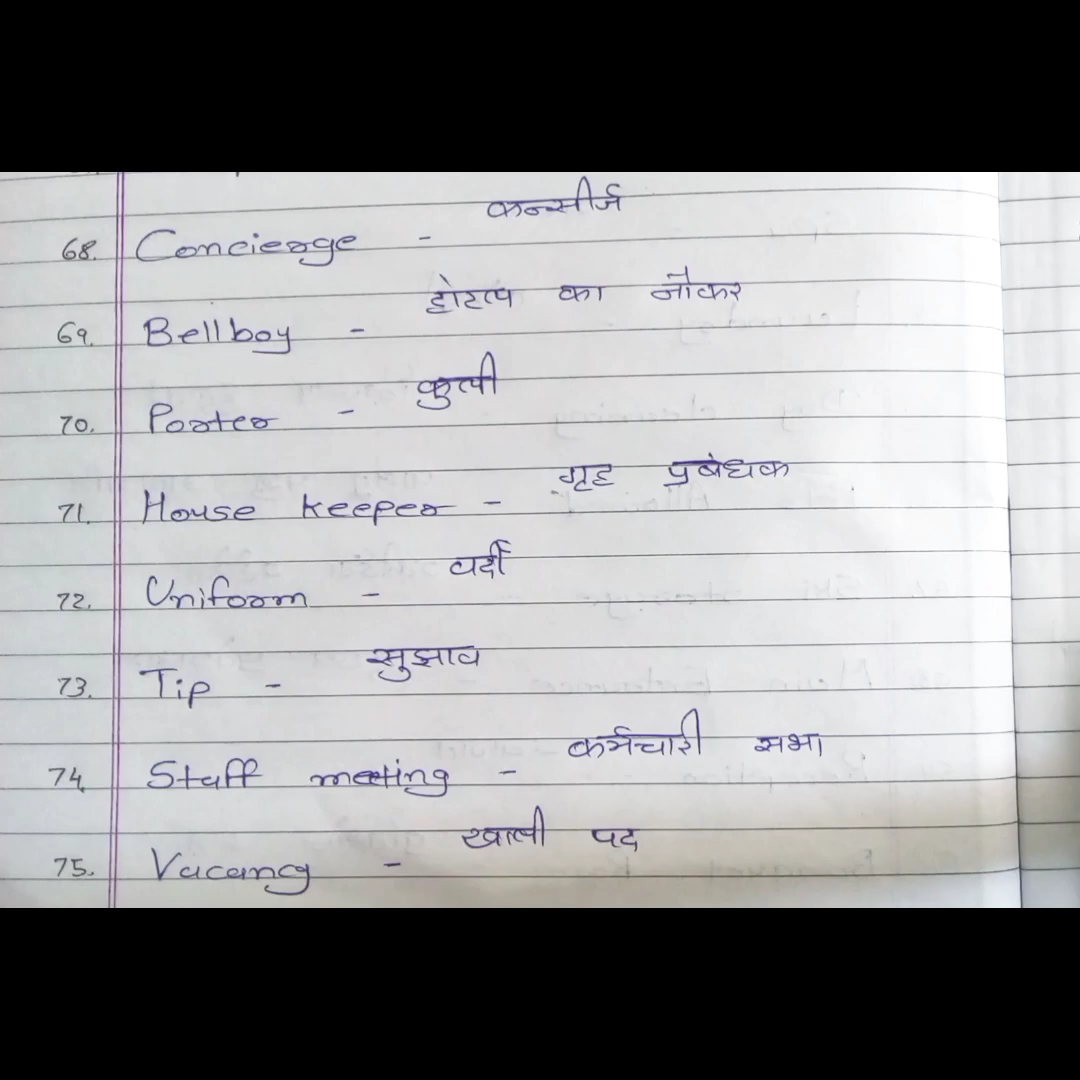 68. Concierge - कन्सीर्ज
69. Bellboy - होटल का नौकर
70. Porter - कुली
71. House keeper - गृह प्रबंधक
72. Uniform - वर्दी
73. Tip - सुझाव
74. Staff meeting - कर्मचारी सभा
75. Vacancy - खाली पद